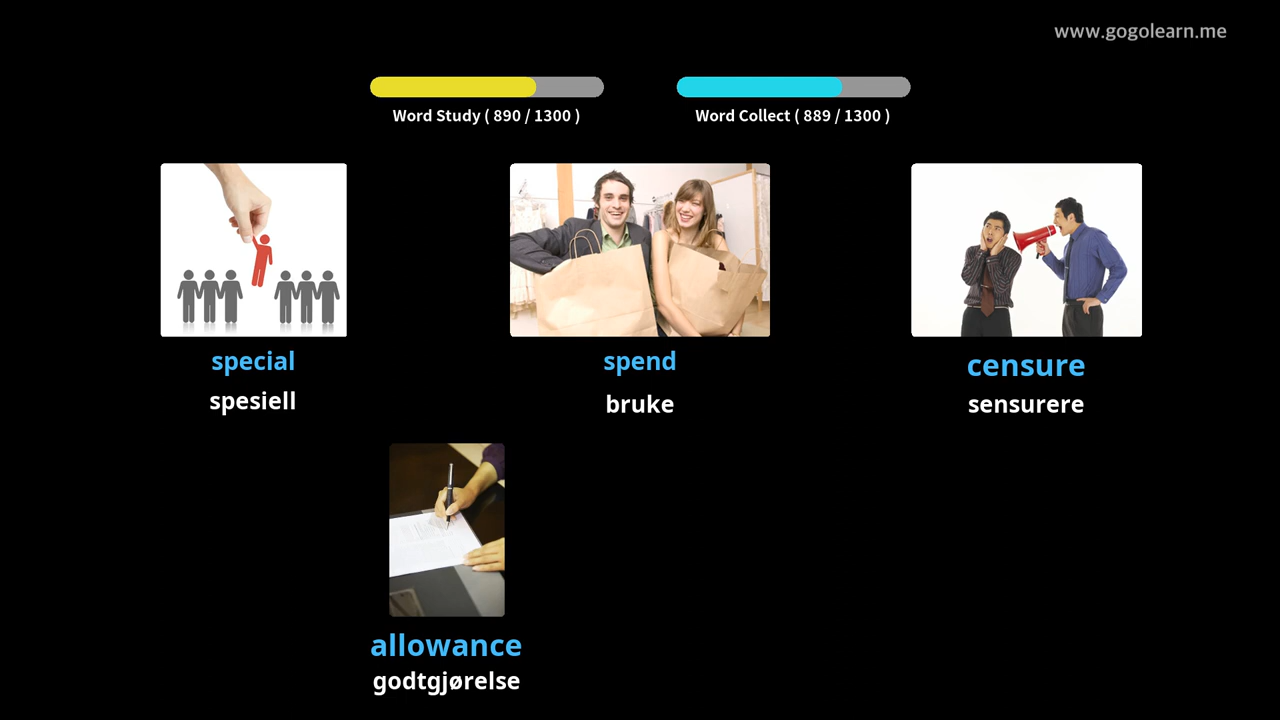 www.gogolearn.me
Word Study ( 890 / 1300 )
Word Collect ( 889 / 1300 )
special
spesiell
spend
bruke
censure
sensurere
allowance
godtgjørelse